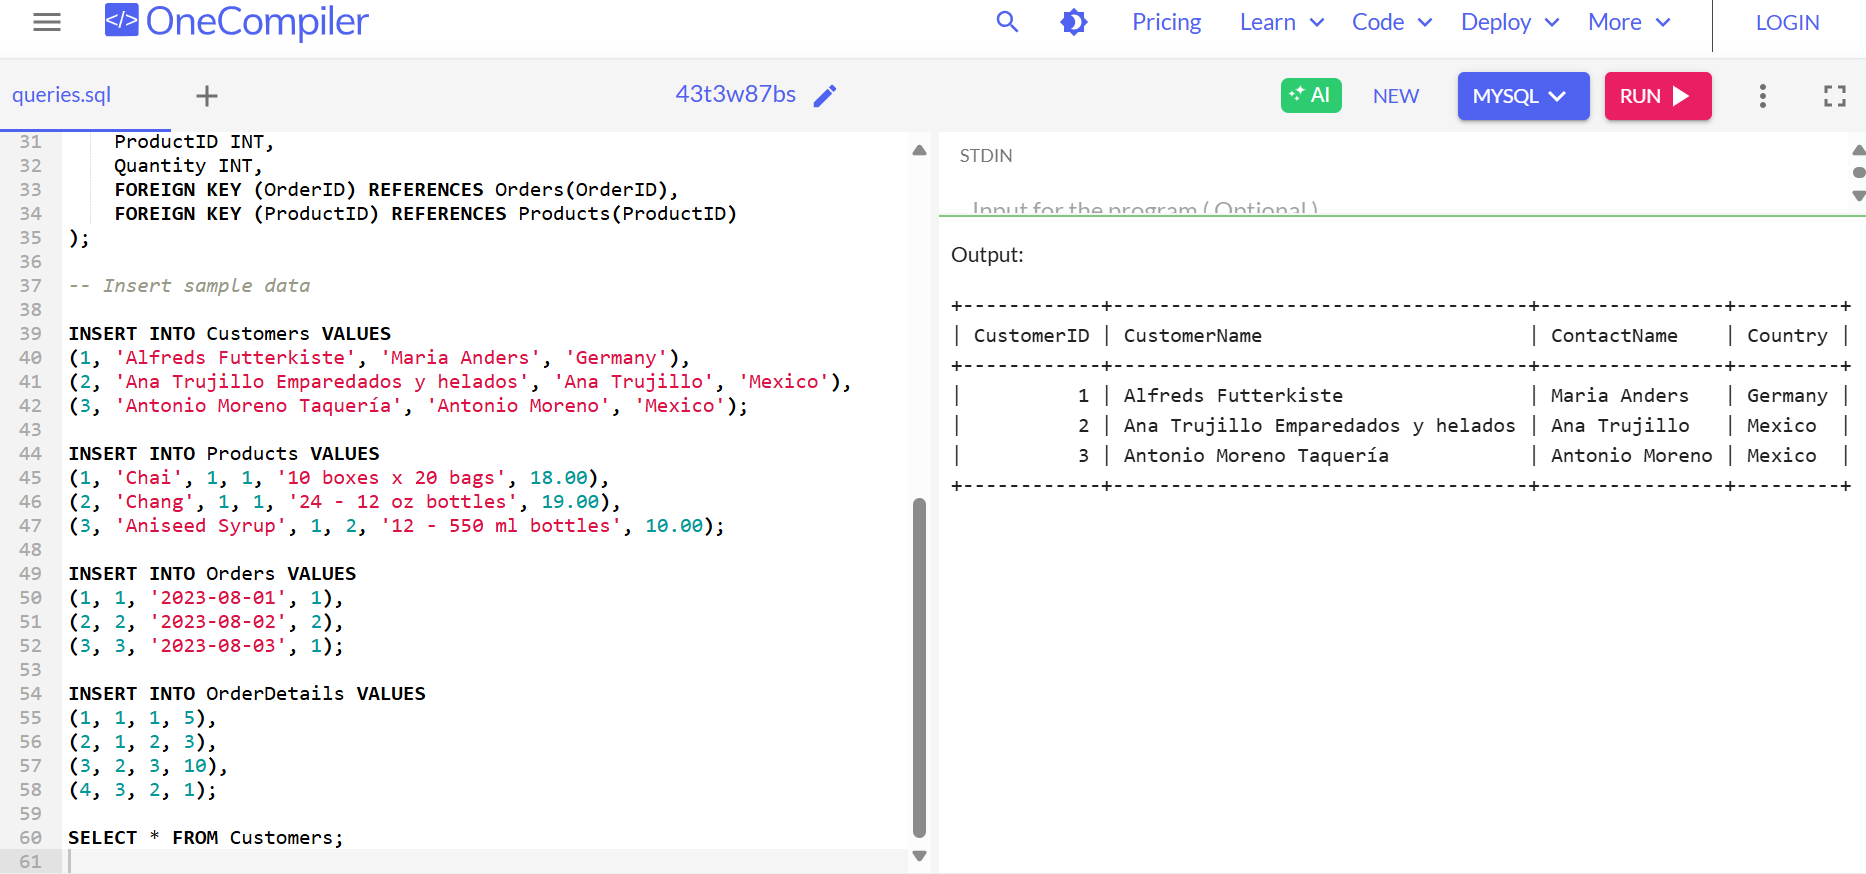 </> OneCompiler Pricing Learn Code Deploy More LOGIN
queries.sql + 43t3w87bs AI NEW MYSQL RUN
31     ProductID INT,
32     Quantity INT,
33     FOREIGN KEY (OrderID) REFERENCES Orders(OrderID),
34     FOREIGN KEY (ProductID) REFERENCES Products(ProductID)
35 );
36
37 -- Insert sample data
38
39 INSERT INTO Customers VALUES
40 (1, 'Alfreds Futterkiste', 'Maria Anders', 'Germany'),
41 (2, 'Ana Trujillo Emparedados y helados', 'Ana Trujillo', 'Mexico'),
42 (3, 'Antonio Moreno Taquería', 'Antonio Moreno', 'Mexico');
43
44 INSERT INTO Products VALUES
45 (1, 'Chai', 1, 1, '10 boxes x 20 bags', 18.00),
46 (2, 'Chang', 1, 1, '24 - 12 oz bottles', 19.00),
47 (3, 'Aniseed Syrup', 1, 2, '12 - 550 ml bottles', 10.00);
48
49 INSERT INTO Orders VALUES
50 (1, 1, '2023-08-01', 1),
51 (2, 2, '2023-08-02', 2),
52 (3, 3, '2023-08-03', 1);
53
54 INSERT INTO OrderDetails VALUES
55 (1, 1, 1, 5),
56 (2, 1, 2, 3),
57 (3, 2, 3, 10),
58 (4, 3, 2, 1);
59
60 SELECT * FROM Customers;
61
STDIN
Input for the program ( Optional )
Output:
+------------+------------------------------------+----------------+---------+
| CustomerID | CustomerName                       | ContactName    | Country |
+------------+------------------------------------+----------------+---------+
|          1 | Alfreds Futterkiste                | Maria Anders   | Germany |
|          2 | Ana Trujillo Emparedados y helados | Ana Trujillo   | Mexico  |
|          3 | Antonio Moreno Taquería            | Antonio Moreno | Mexico  |
+------------+------------------------------------+----------------+---------+